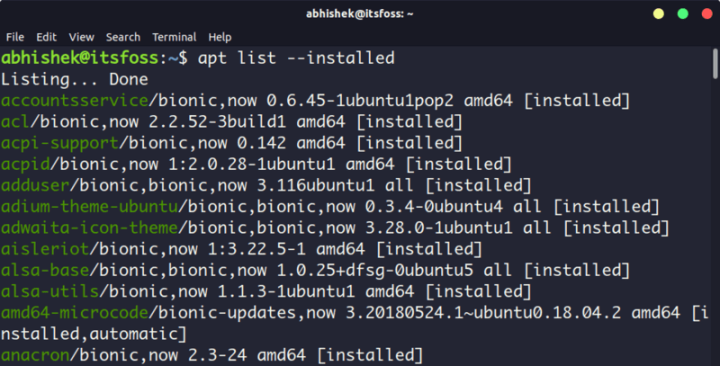 abhishek@itsfoss: ~
File Edit View Search Terminal Help
abhishek@itsfoss:~$ apt list --installed
Listing... Done
accountsservice/bionic,now 0.6.45-1ubuntu1pop2 amd64 [installed]
acl/bionic,now 2.2.52-3build1 amd64 [installed]
acpi-support/bionic,now 0.142 amd64 [installed]
acpid/bionic,now 1:2.0.28-1ubuntu1 amd64 [installed]
adduser/bionic,bionic,now 3.116ubuntu1 all [installed]
adium-theme-ubuntu/bionic,bionic,now 0.3.4-0ubuntu4 all [installed]
adwaita-icon-theme/bionic,bionic,now 3.28.0-1ubuntu1 all [installed]
aisleriot/bionic,now 1:3.22.5-1 amd64 [installed]
alsa-base/bionic,bionic,now 1.0.25+dfsg-0ubuntu5 all [installed]
alsa-utils/bionic,now 1.1.3-1ubuntu1 amd64 [installed]
amd64-microcode/bionic-updates,now 3.20180524.1~ubuntu0.18.04.2 amd64 [i
nstalled,automatic]
anacron/bionic,now 2.3-24 amd64 [installed]